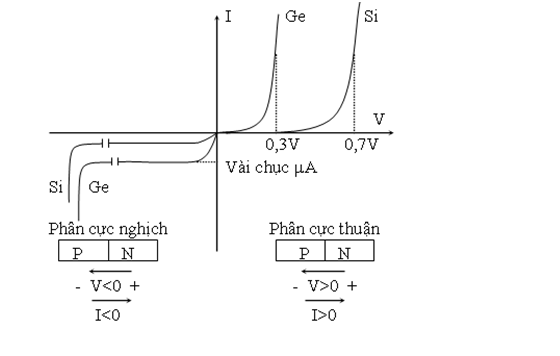 I Ge Si
V
0,3V 0,7V
Vài chục μA
Si Ge
Phân cực nghịch Phân cực thuận
P N P N
- V<0 + - V>0 +
I<0 I>0